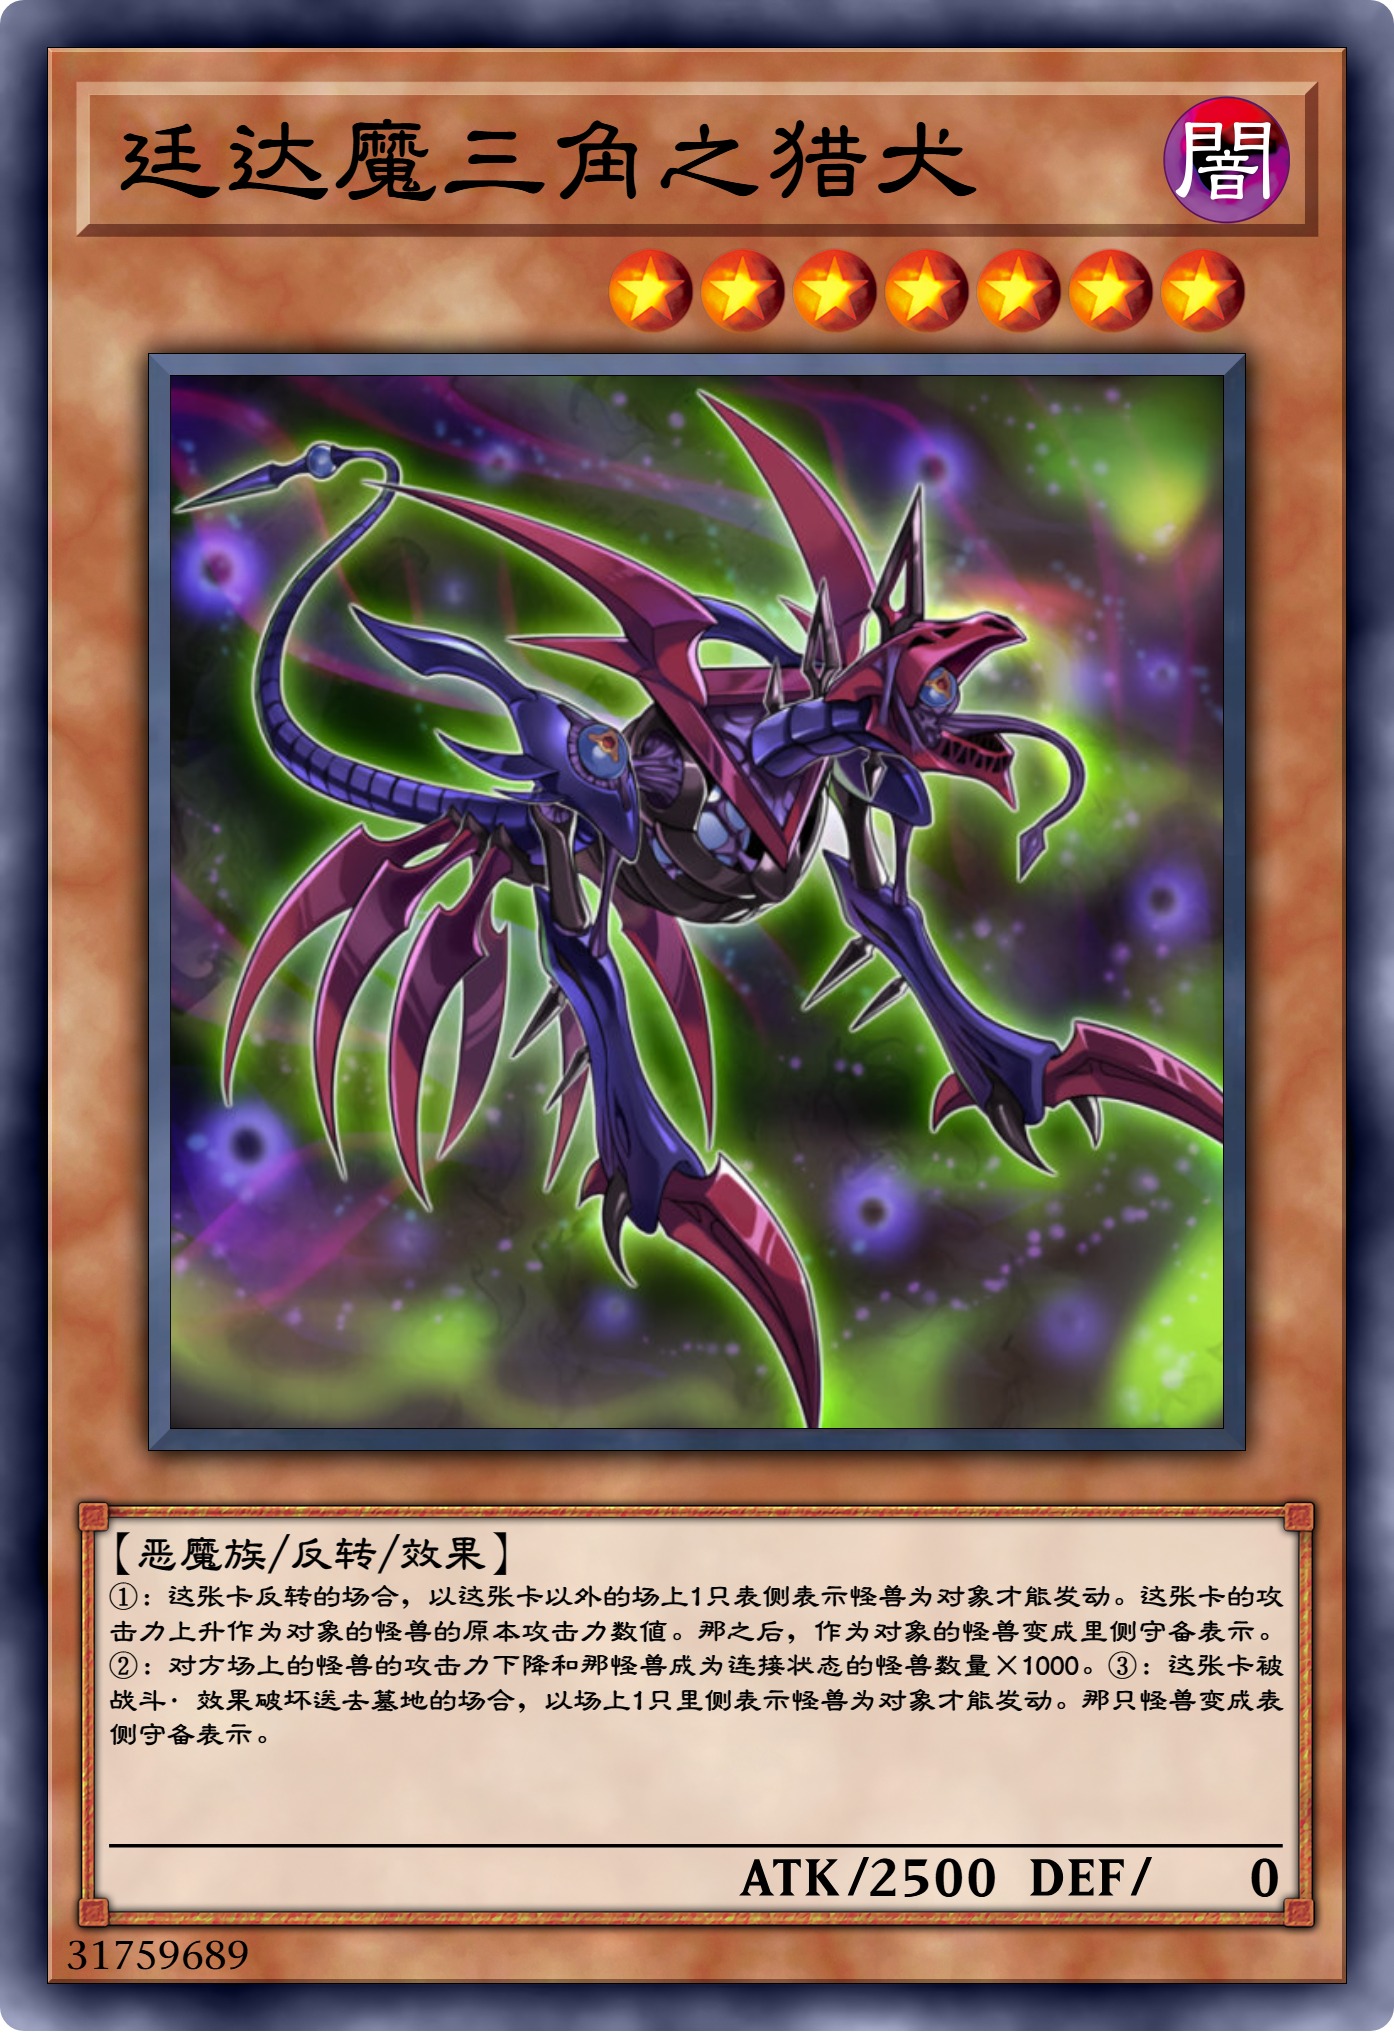 廷达魔三角之猎犬
闇
【恶魔族/反转/效果】
①：这张卡反转的场合，以这张卡以外的场上1只表侧表示怪兽为对象才能发动。这张卡的攻
击力上升作为对象的怪兽的原本攻击力数值。那之后，作为对象的怪兽变成里侧守备表示。
②：对方场上的怪兽的攻击力下降和那怪兽成为连接状态的怪兽数量×1000。③：这张卡被
战斗·效果破坏送去墓地的场合，以场上1只里侧表示怪兽为对象才能发动。那只怪兽变成表
侧守备表示。
ATK/2500 DEF/ 0
31759689